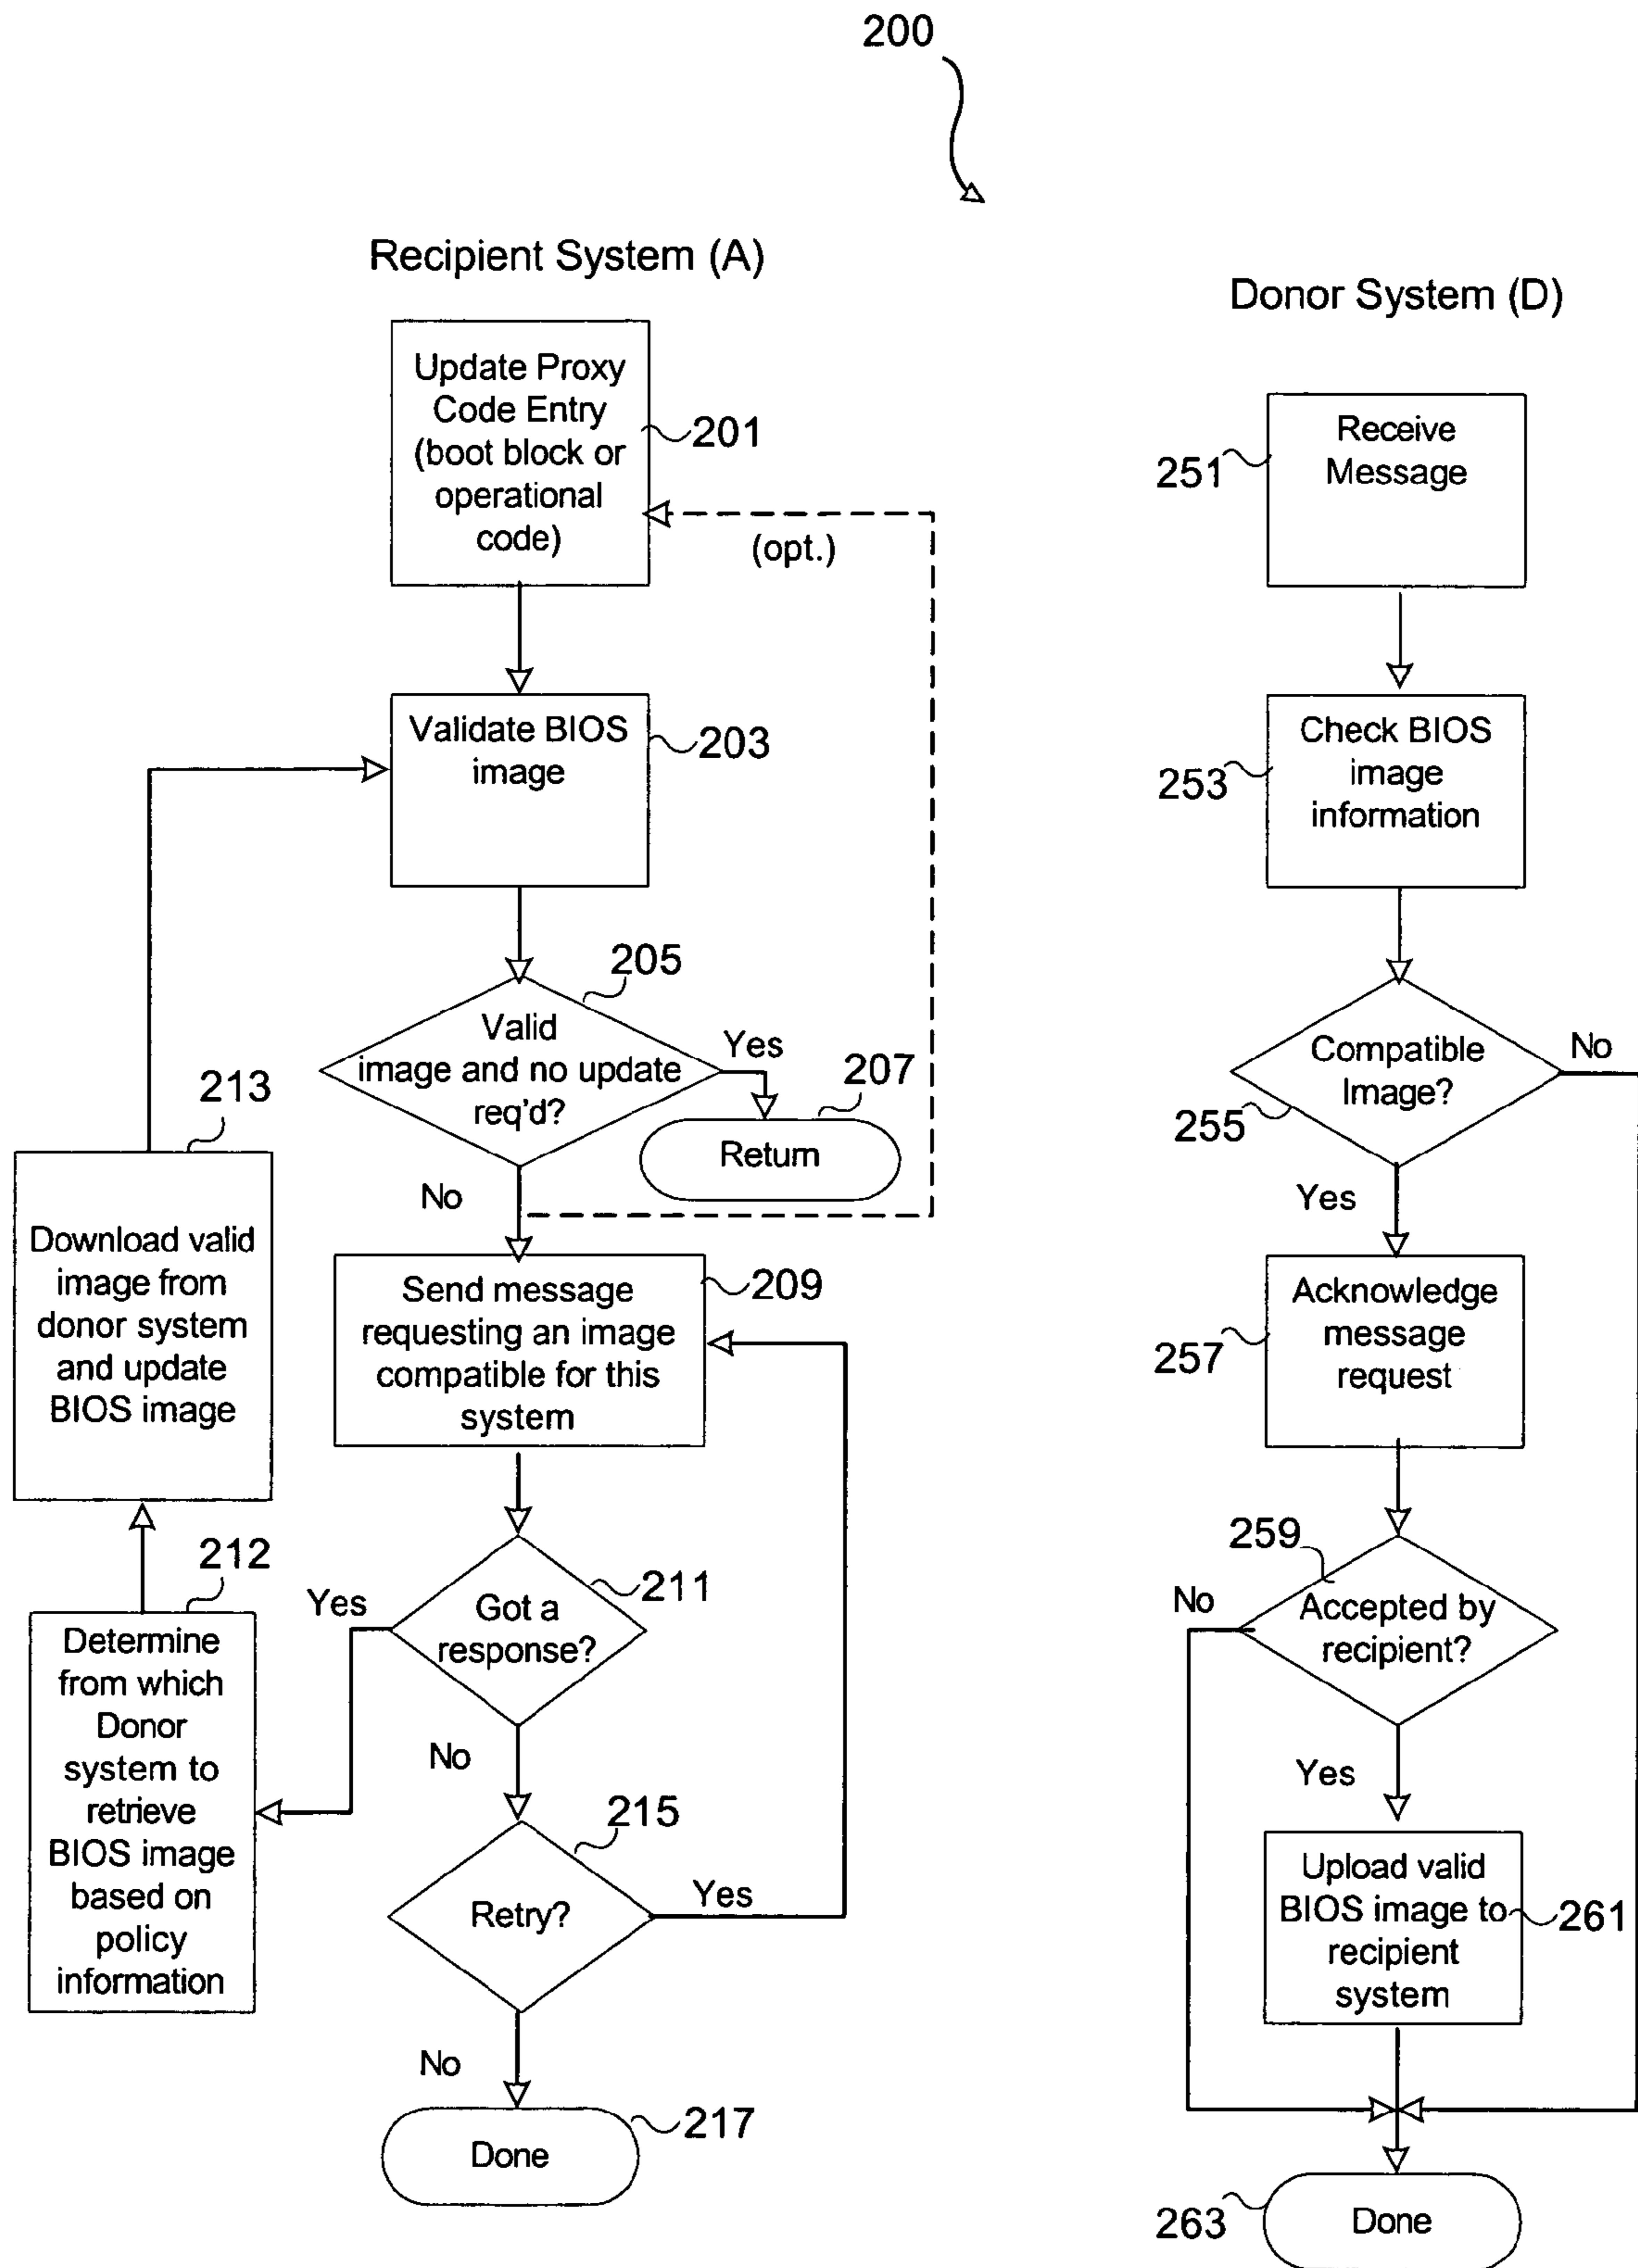 200
Recipient System (A)
Update Proxy
Code Entry
(boot block or
operational
code)
201
(opt.)
Validate BIOS
image
203
205
Valid
image and no update
req'd?
Yes
207
Return
No
213
Download valid
image from
donor system
and update
BIOS image
Send message
requesting an image
compatible for this
system
209
212
Determine
from which
Donor
system to
retrieve
BIOS image
based on
policy
information
Yes
Got a
response?
211
No
215
Retry?
Yes
No
Done
217
Donor System (D)
Receive
Message
251
Check BIOS
image
information
253
Compatible
Image?
No
255
Yes
Acknowledge
message
request
257
259
No
Accepted by
recipient?
Yes
Upload valid
BIOS image to
recipient
system
261
Done
263